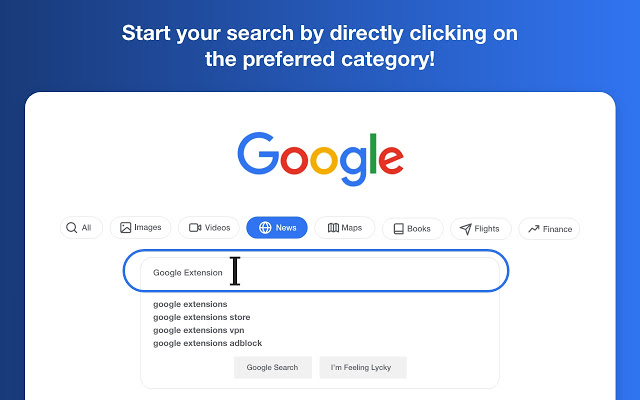 Start your search by directly clicking on
the preferred category!
Google
All Images Videos News Maps Books Flights Finance
Google Extension
google extensions
google extensions store
google extensions vpn
google extensions adblock
Google Search I'm Feeling Lycky